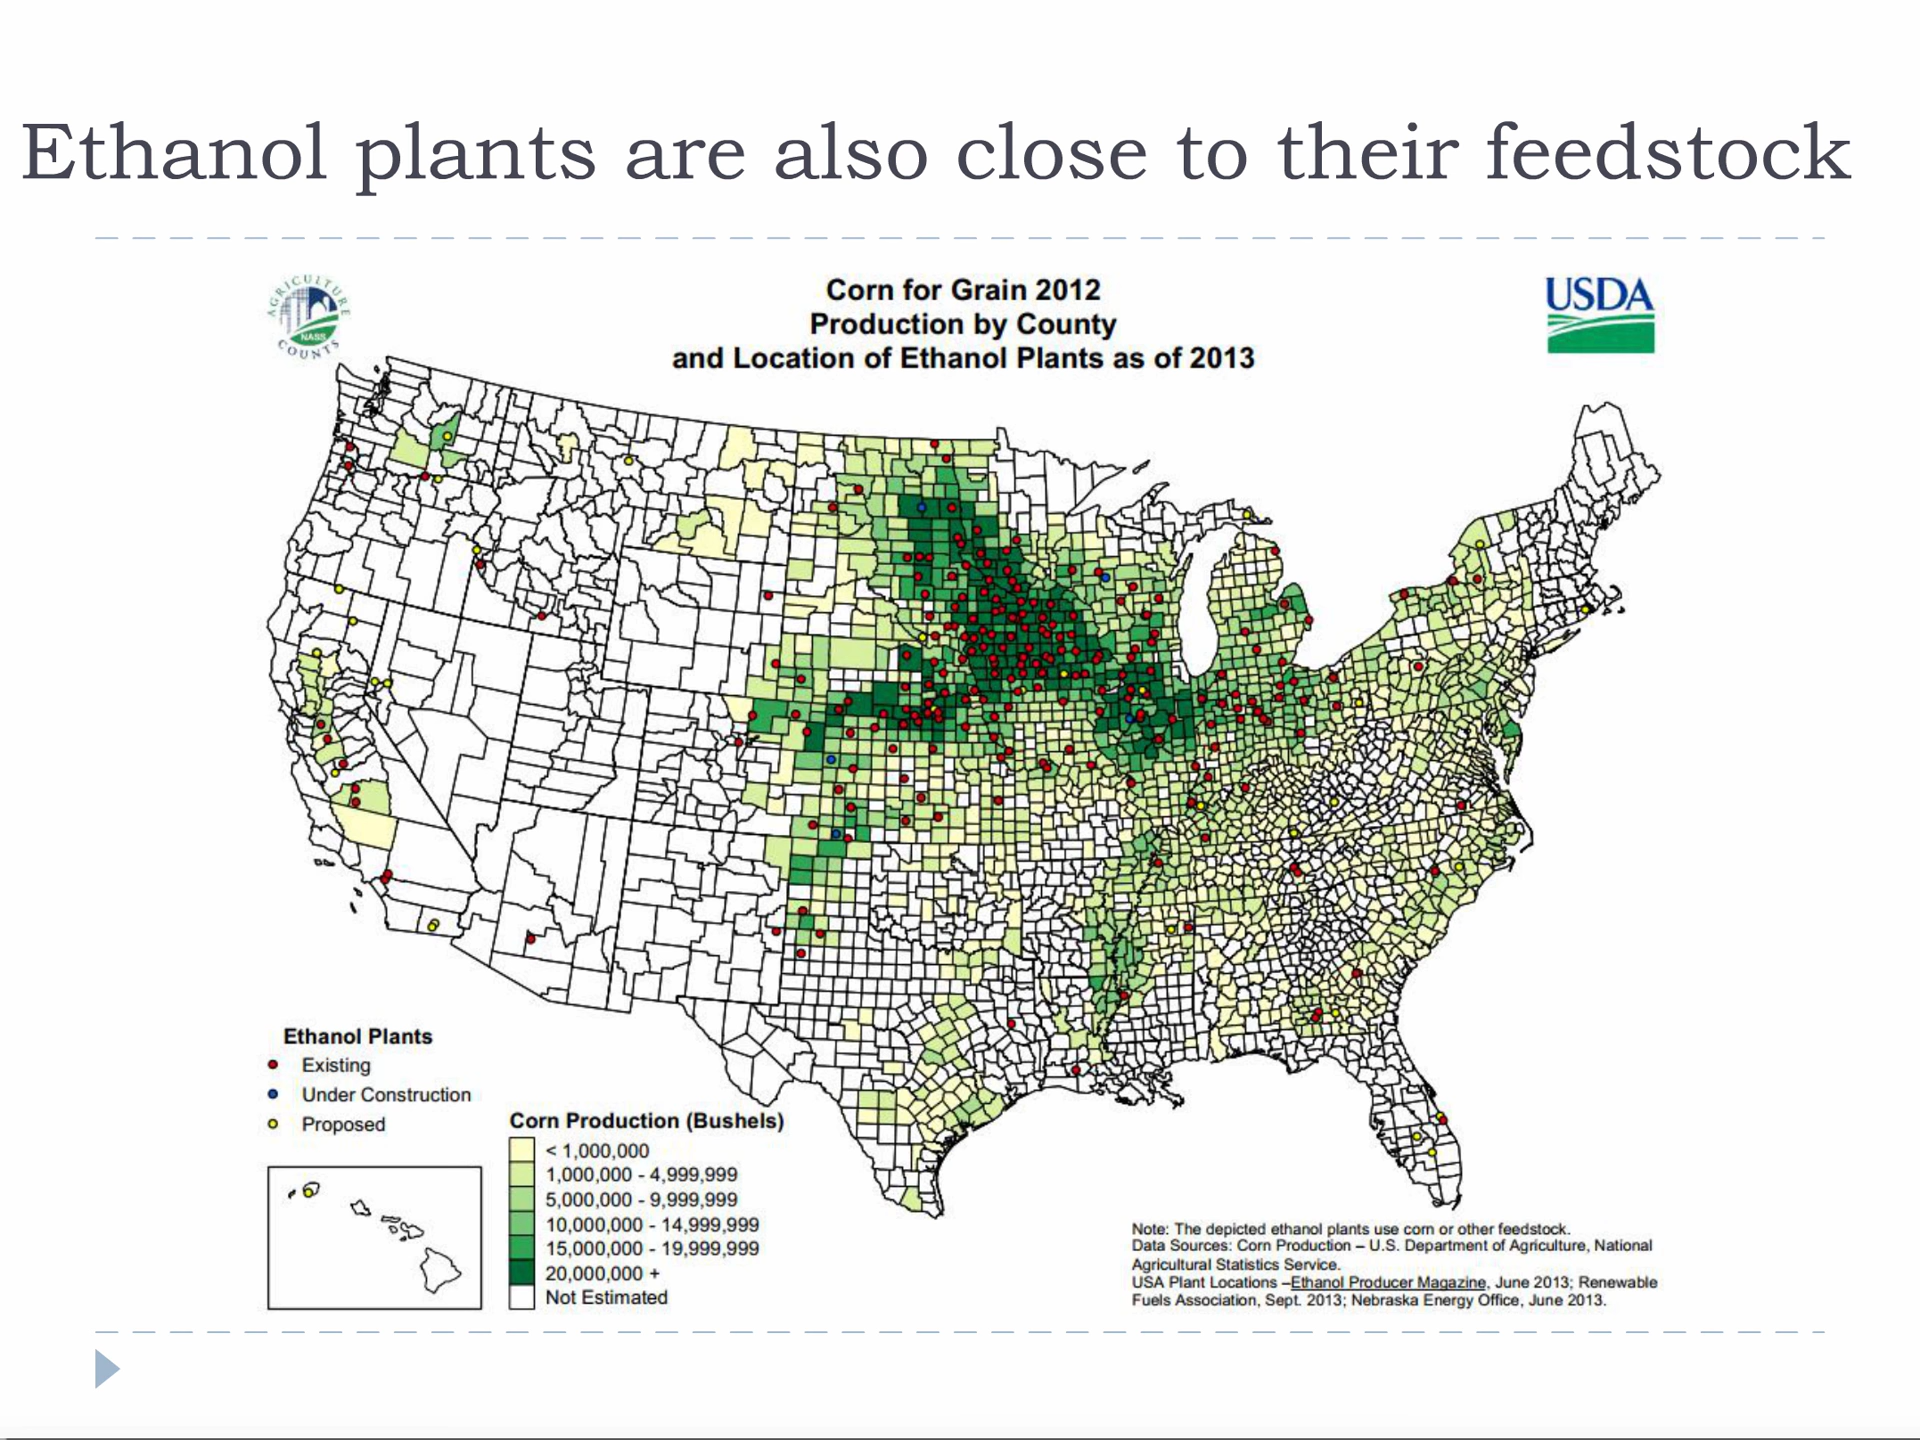 Ethanol plants are also close to their feedstock
AGRICULTURE
NASS
COUNTS
Corn for Grain 2012
Production by County
and Location of Ethanol Plants as of 2013
USDA
Ethanol Plants
Existing
Under Construction
Proposed
Corn Production (Bushels)
< 1,000,000
1,000,000 - 4,999,999
5,000,000 - 9,999,999
10,000,000 - 14,999,999
15,000,000 - 19,999,999
20,000,000 +
Not Estimated
Note: The depicted ethanol plants use corn or other feedstock.
Data Sources: Corn Production – U.S. Department of Agriculture, National
Agricultural Statistics Service.
USA Plant Locations –Ethanol Producer Magazine, June 2013; Renewable
Fuels Association, Sept. 2013; Nebraska Energy Office, June 2013.